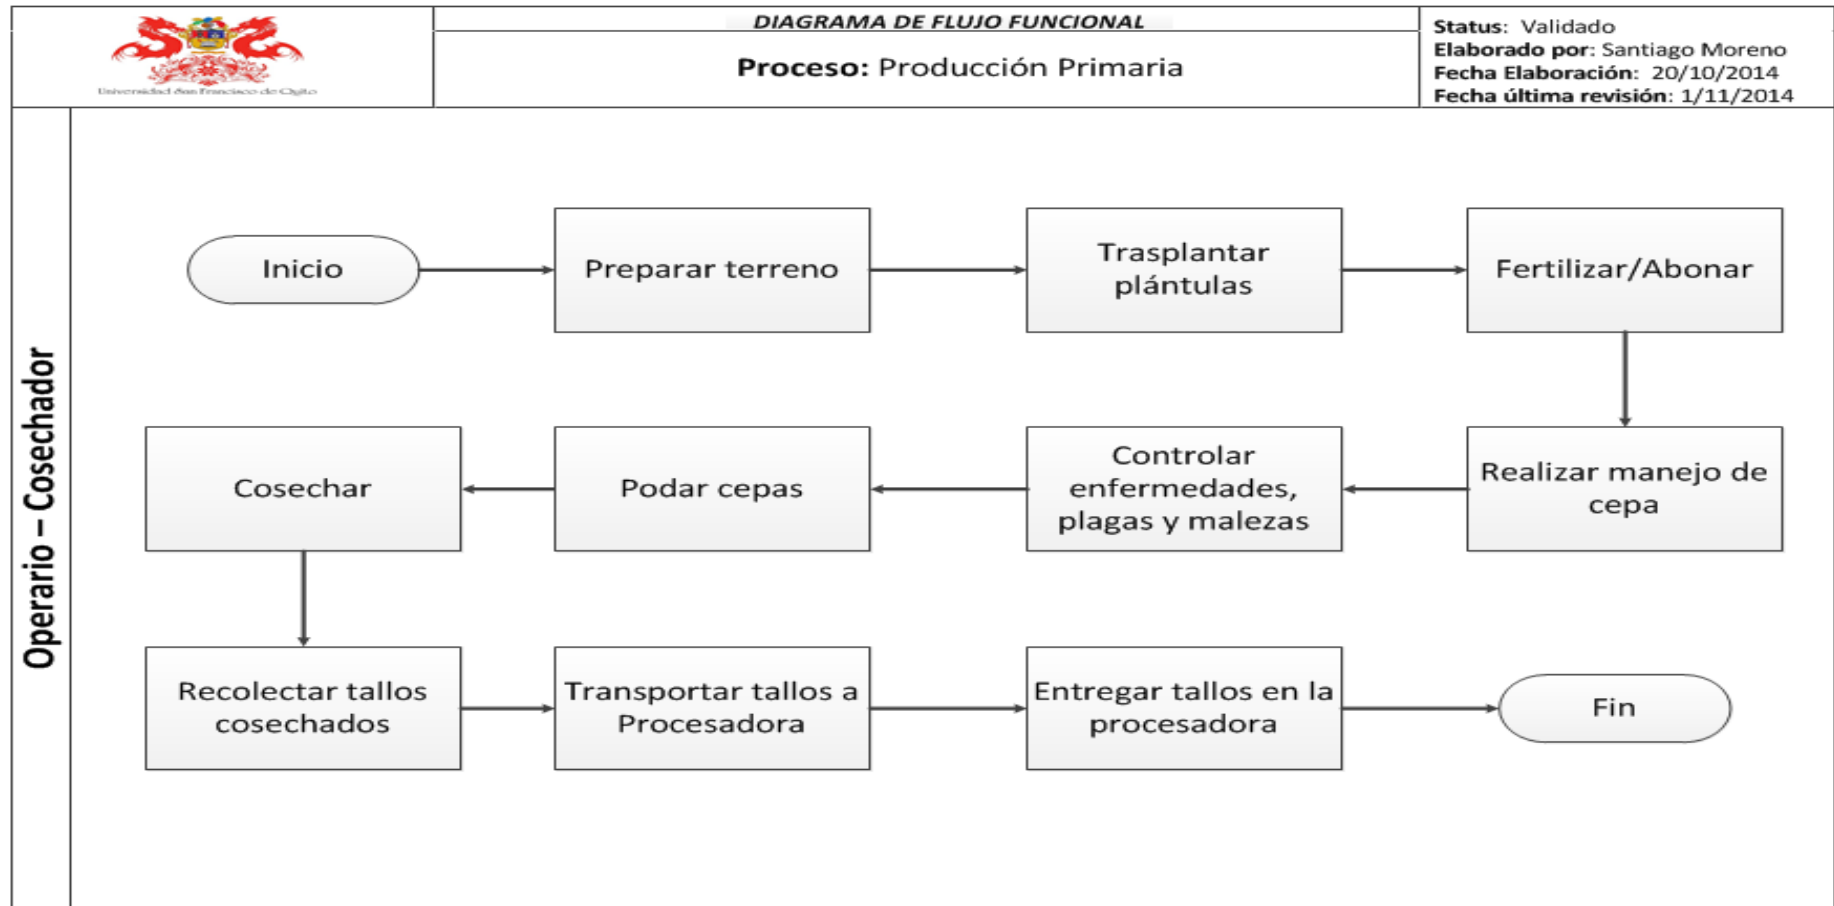 Universidad San Francisco de Quito
DIAGRAMA DE FLUJO FUNCIONAL
Proceso: Producción Primaria
Status: Validado
Elaborado por: Santiago Moreno
Fecha Elaboración: 20/10/2014
Fecha última revisión: 1/11/2014
Operario – Cosechador
Inicio
Preparar terreno
Trasplantar
plántulas
Fertilizar/Abonar
Realizar manejo de
cepa
Controlar
enfermedades,
plagas y malezas
Podar cepas
Cosechar
Recolectar tallos
cosechados
Transportar tallos a
Procesadora
Entregar tallos en la
procesadora
Fin